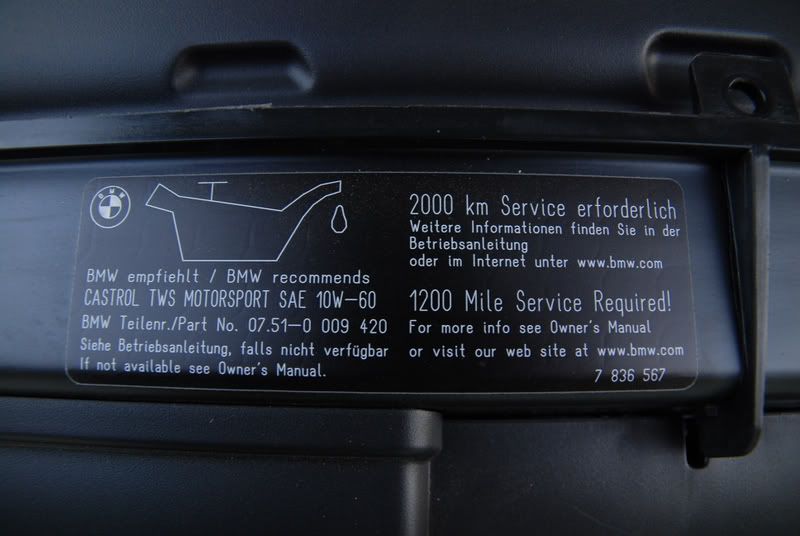 BMW
BMW empfiehlt / BMW recommends
CASTROL TWS MOTORSPORT SAE 10W-60
BMW Teilenr./Part No. 07.51-0 009 420
Siehe Betriebsanleitung, falls nicht verfügbar
If not available see Owner's Manual.
2000 km Service erforderlich
Weitere Informationen finden Sie in der
Betriebsanleitung
oder im Internet unter www.bmw.com
1200 Mile Service Required!
For more info see Owner's Manual
or visit our web site at www.bmw.com
7 836 567